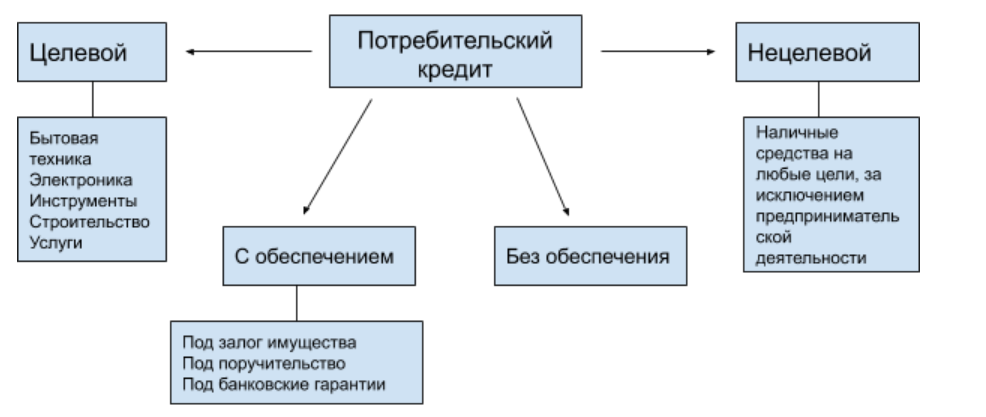 Целевой
Потребительский
кредит
Нецелевой
Бытовая
техника
Электроника
Инструменты
Строительство
Услуги
Наличные
средства на
любые цели, за
исключением
предприниматель
ской
деятельности
С обеспечением
Без обеспечения
Под залог имущества
Под поручительство
Под банковские гарантии